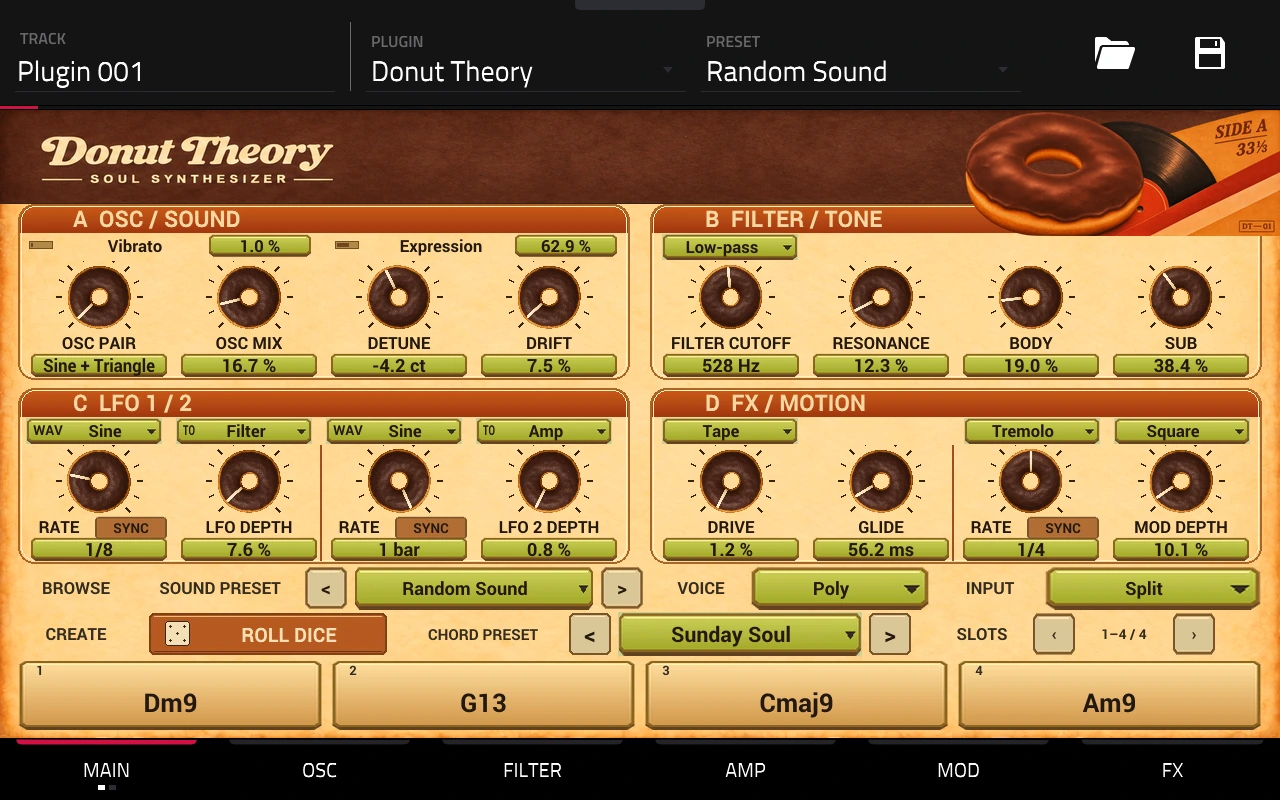 TRACK
Plugin 001
PLUGIN
Donut Theory
PRESET
Random Sound
Donut Theory
SOUL SYNTHESIZER
SIDE A
33⅓
DT–01
A OSC / SOUND
Vibrato 1.0 % Expression 62.9 %
OSC PAIR OSC MIX DETUNE DRIFT
Sine + Triangle 16.7 % -4.2 ct 7.5 %
B FILTER / TONE
Low-pass
FILTER CUTOFF RESONANCE BODY SUB
528 Hz 12.3 % 19.0 % 38.4 %
C LFO 1 / 2
WAV Sine TO Filter WAV Sine TO Amp
RATE SYNC LFO DEPTH RATE SYNC LFO 2 DEPTH
1/8 7.6 % 1 bar 0.8 %
D FX / MOTION
Tape Tremolo Square
DRIVE GLIDE RATE SYNC MOD DEPTH
1.2 % 56.2 ms 1/4 10.1 %
BROWSE SOUND PRESET < Random Sound > VOICE Poly INPUT Split
CREATE ROLL DICE CHORD PRESET < Sunday Soul > SLOTS ‹ 1–4 / 4 ›
1 Dm9
2 G13
3 Cmaj9
4 Am9
MAIN OSC FILTER AMP MOD FX